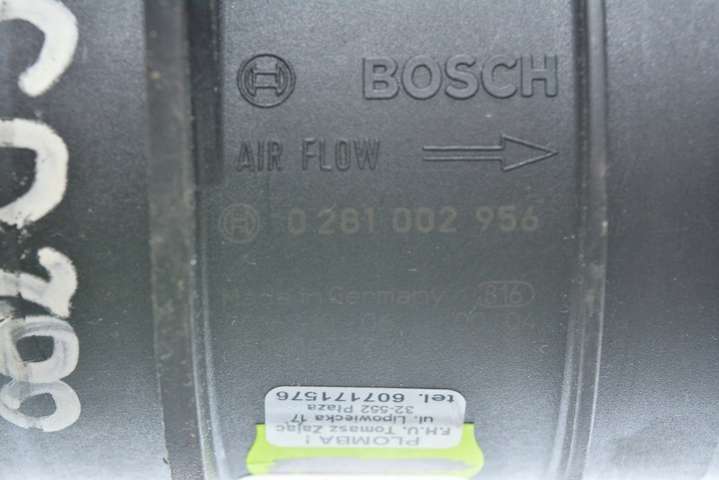 BOSCH
AIR FLOW
0 281 002 956
Made in Germany 816
PLOMBA!
F.H.U. Tomasz Zając
ul. Lipowiecka 17
32-552 Płaza
tel. 607171576